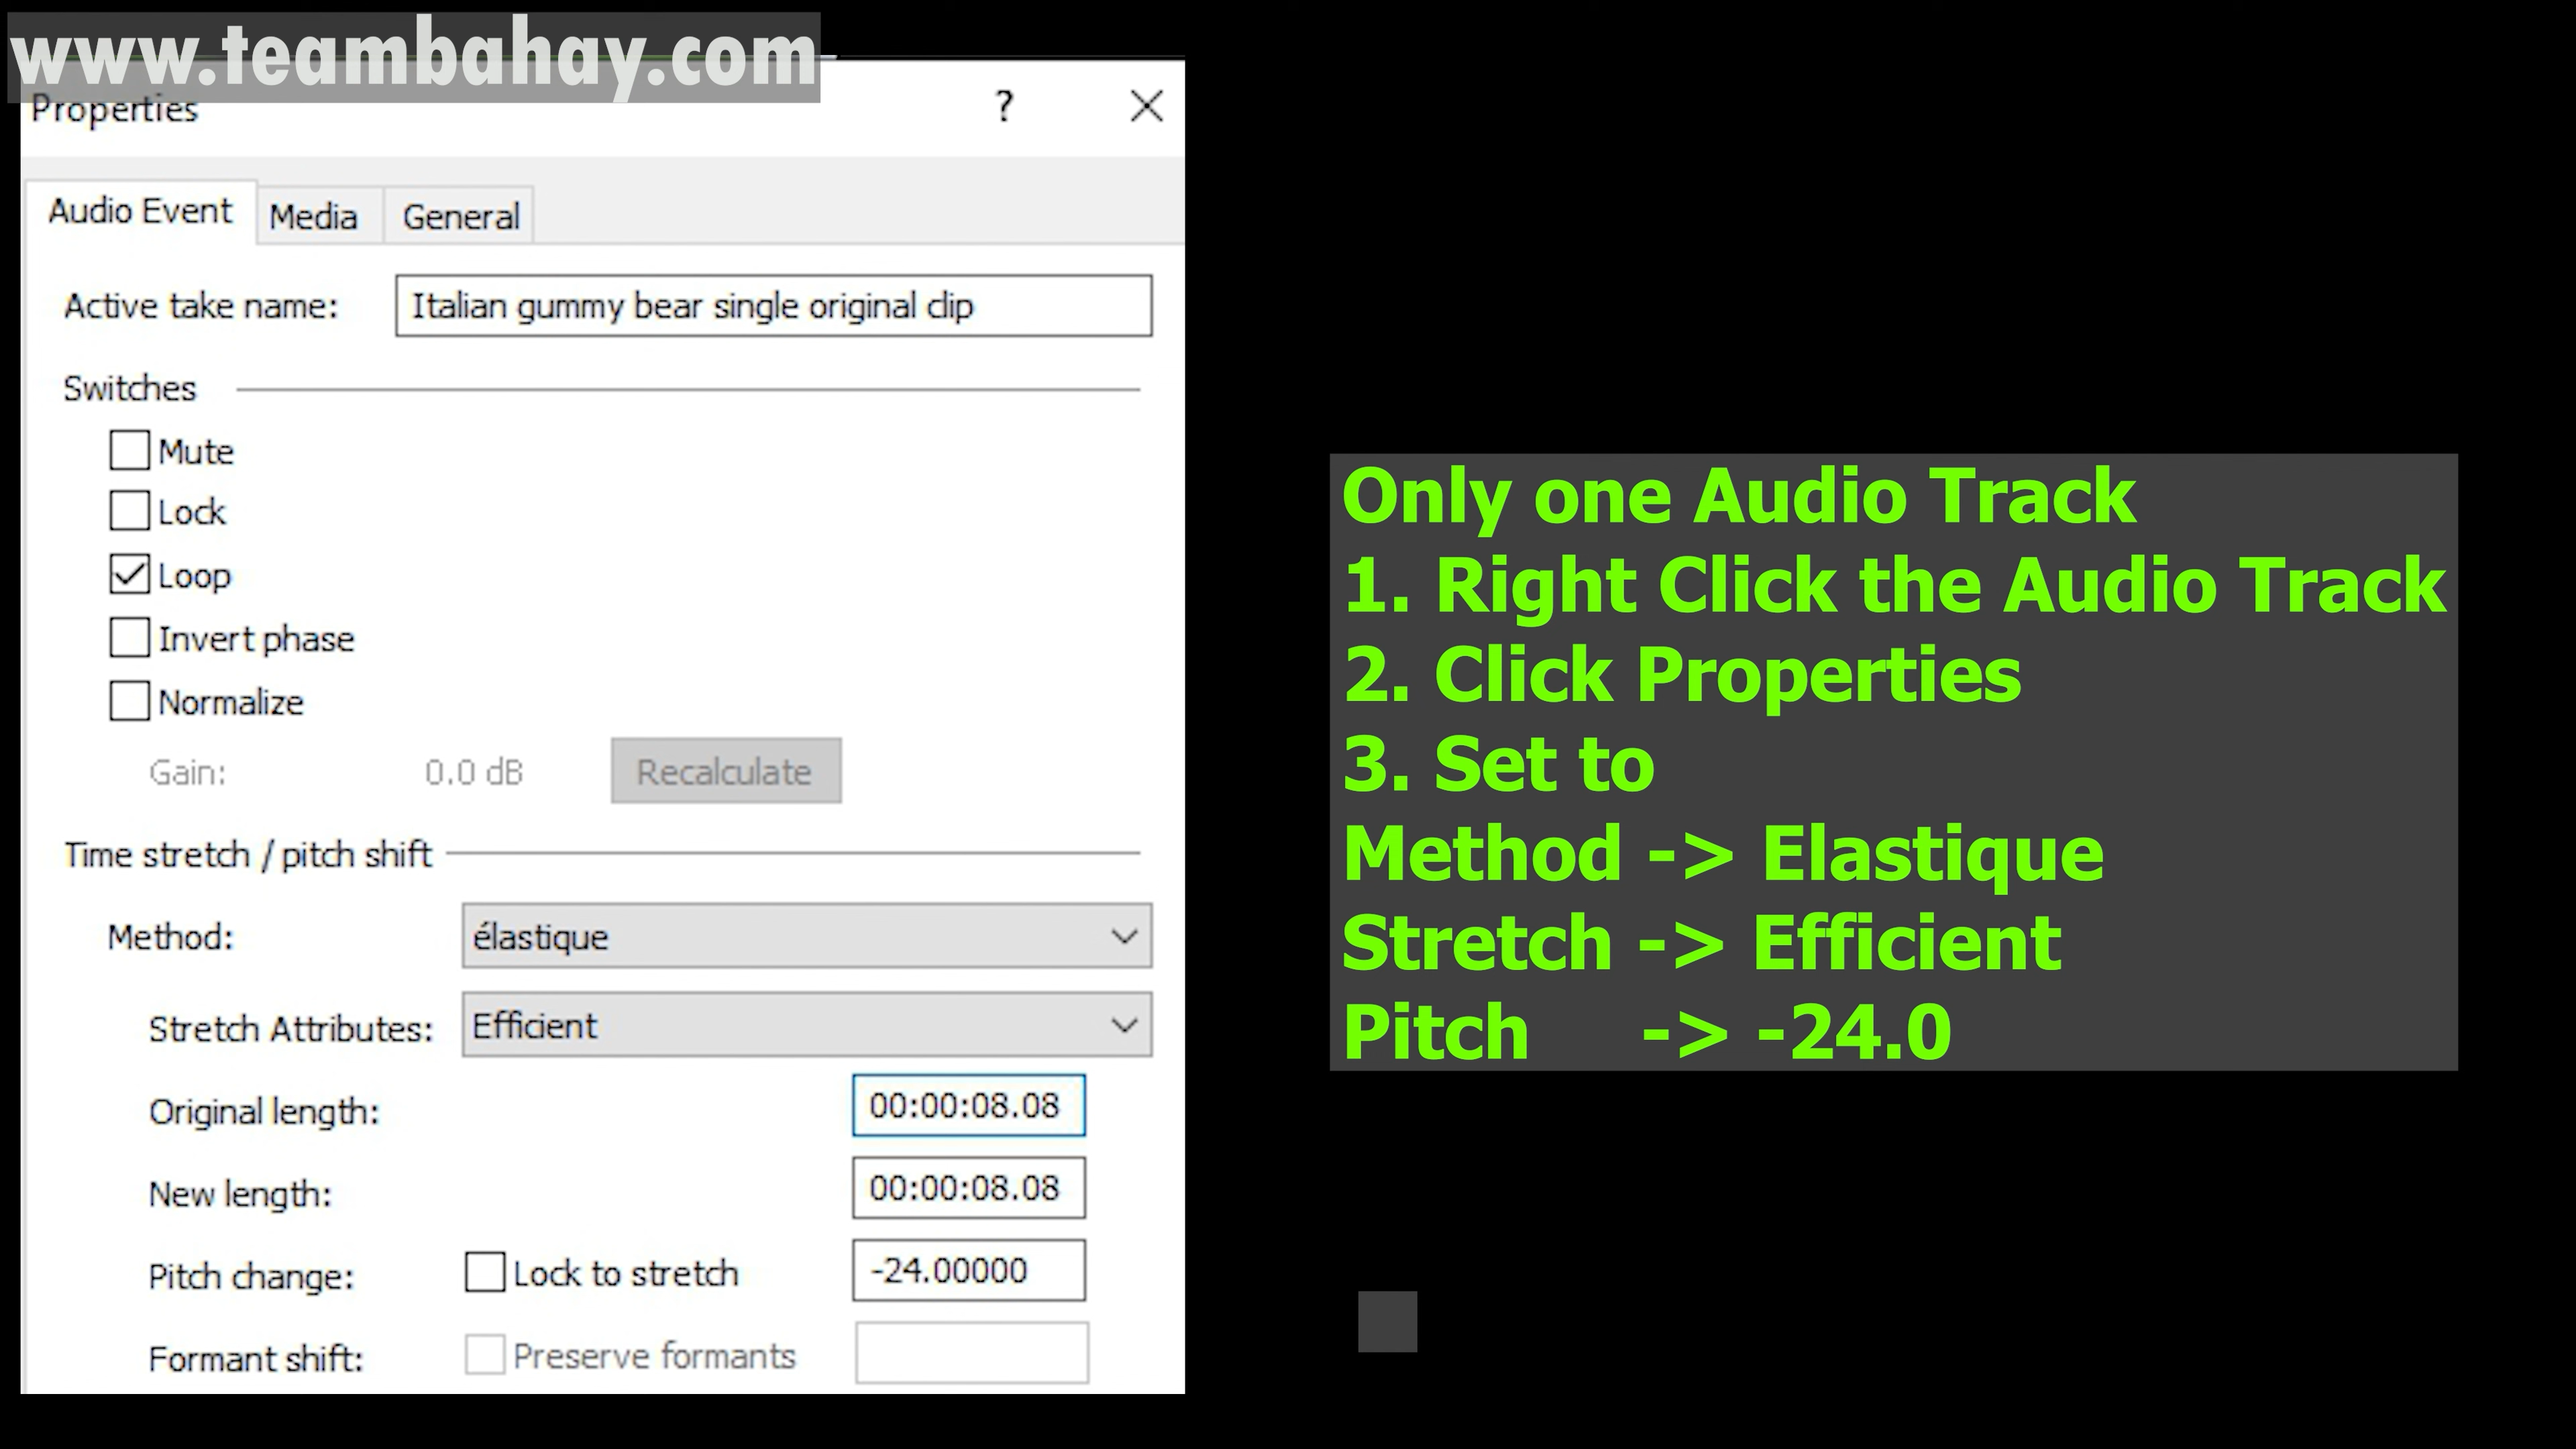 www.teambahay.com
Properties
?
Audio Event
Media
General
Active take name:
Italian gummy bear single original clip
Switches
Mute
Lock
Loop
Invert phase
Normalize
Gain: 0.0 dB Recalculate
Time stretch / pitch shift
Method: élastique
Stretch Attributes: Efficient
Original length: 00:00:08.08
New length: 00:00:08.08
Pitch change: Lock to stretch -24.00000
Formant shift: Preserve formants
Only one Audio Track
1. Right Click the Audio Track
2. Click Properties
3. Set to
Method -> Elastique
Stretch -> Efficient
Pitch -> -24.0